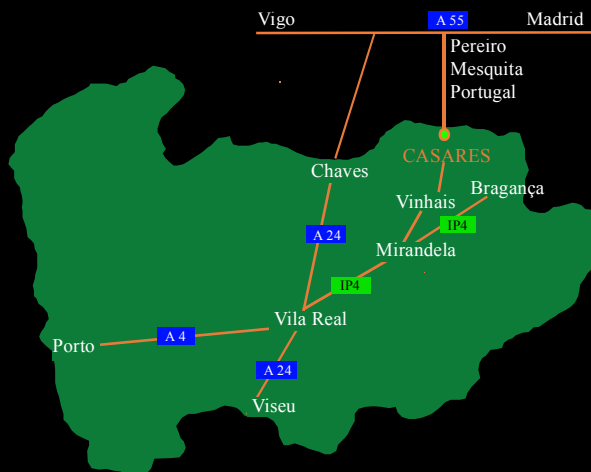 Vigo
A 55
Madrid
Pereiro
Mesquita
Portugal
CASARES
Chaves
Bragança
Vinhais
IP4
A 24
Mirandela
IP4
Vila Real
A 4
Porto
A 24
Viseu